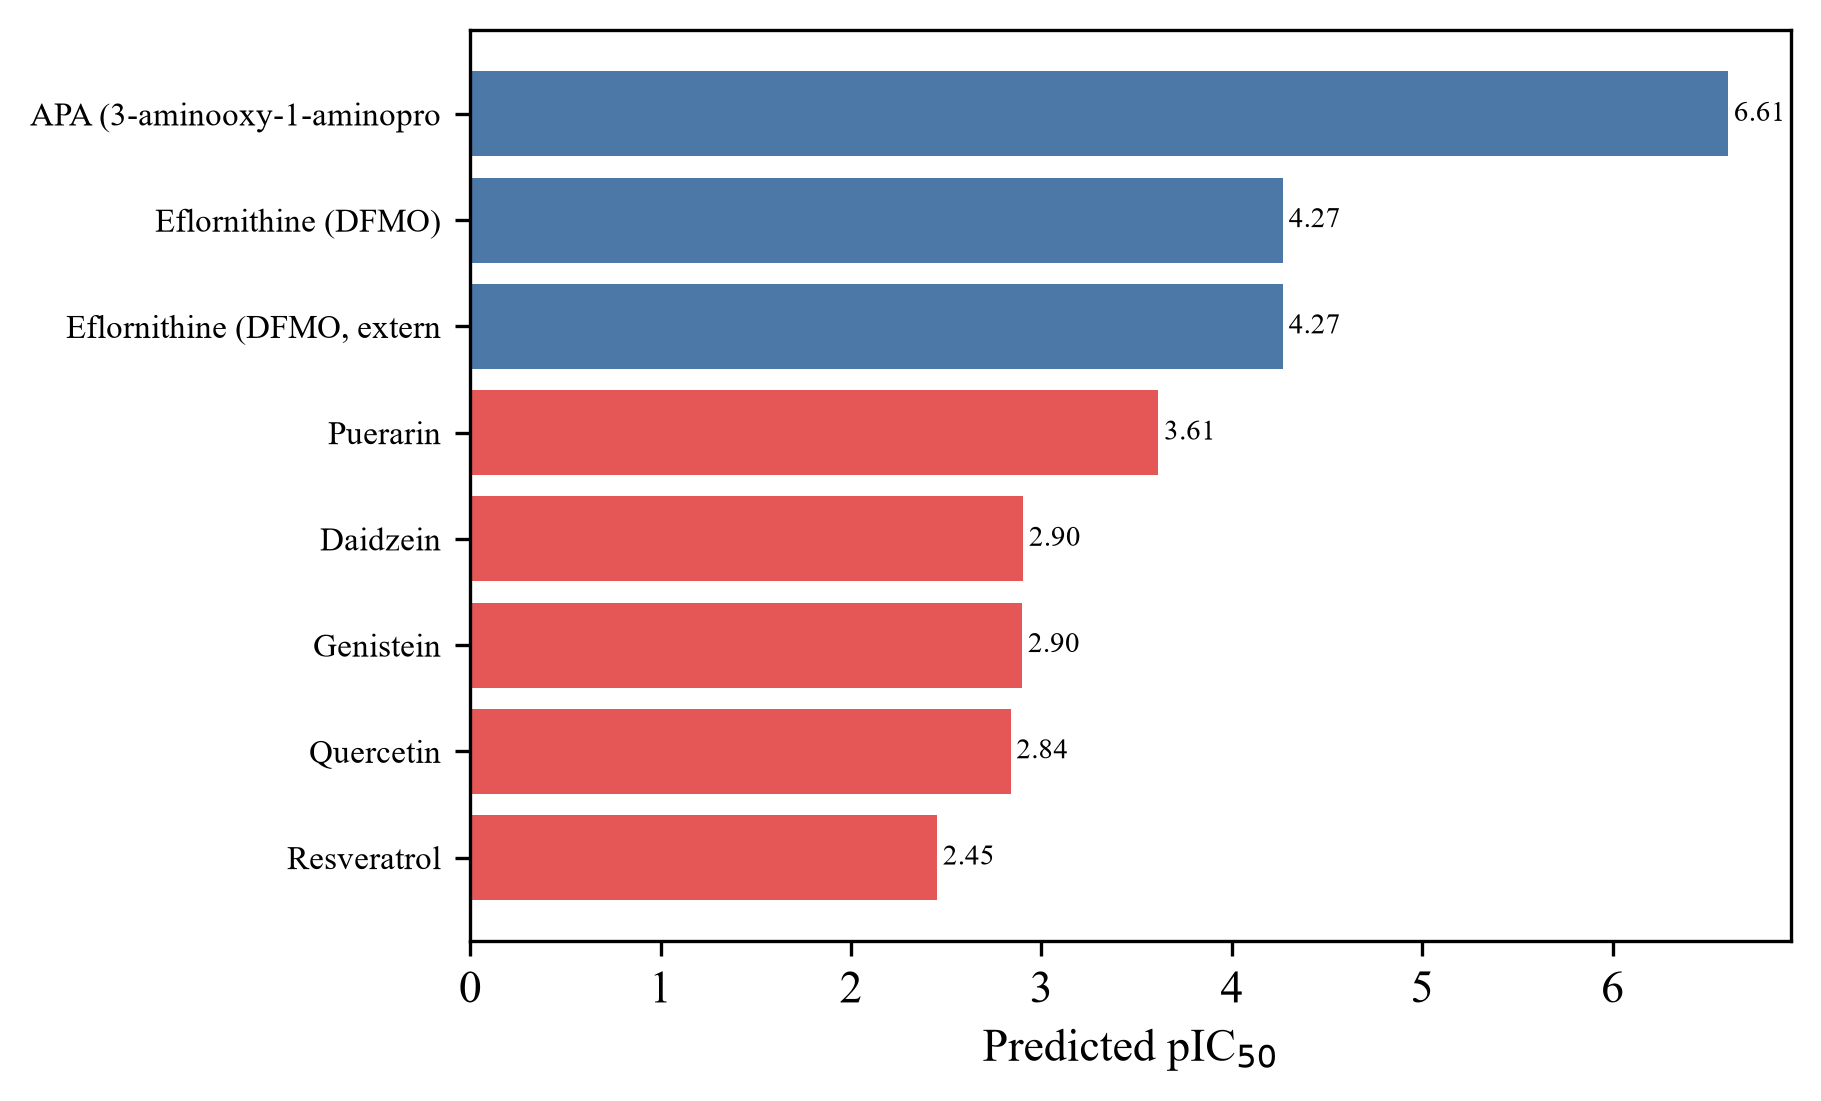 APA (3-aminooxy-1-aminopro
6.61
Eflornithine (DFMO)
4.27
Eflornithine (DFMO, extern
4.27
Puerarin
3.61
Daidzein
2.90
Genistein
2.90
Quercetin
2.84
Resveratrol
2.45
0 1 2 3 4 5 6
Predicted pIC₅₀